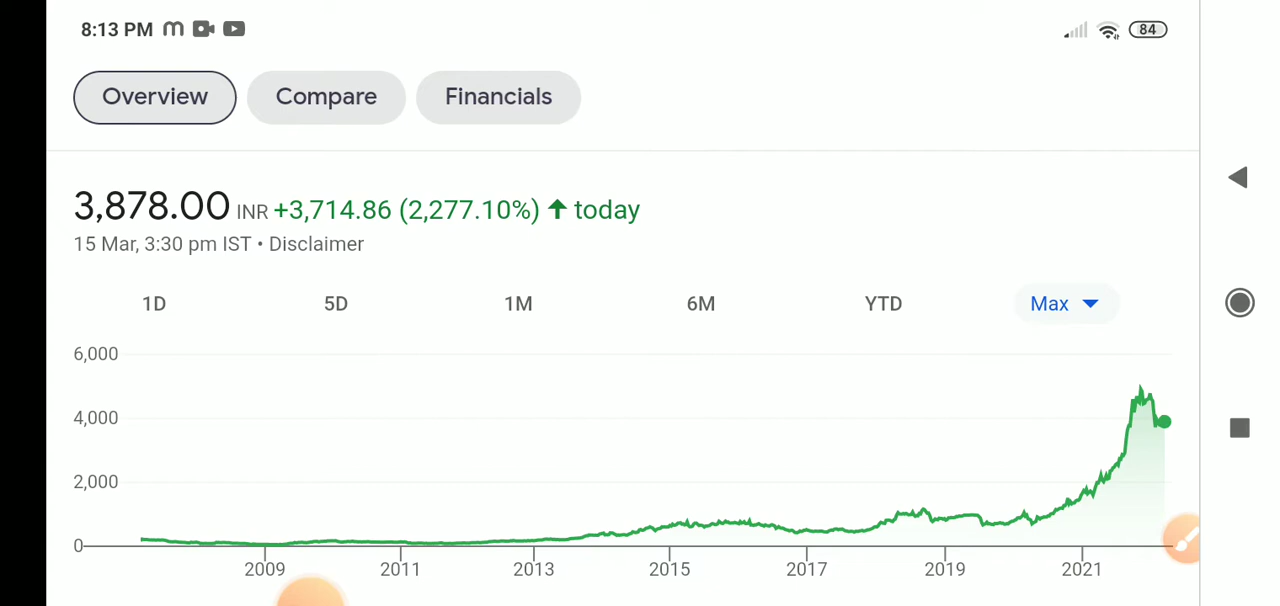 8:13 PM
84
Overview Compare Financials
3,878.00 INR +3,714.86 (2,277.10%) ↑ today
15 Mar, 3:30 pm IST • Disclaimer
1D 5D 1M 6M YTD Max
6,000
4,000
2,000
0
2009 2011 2013 2015 2017 2019 2021